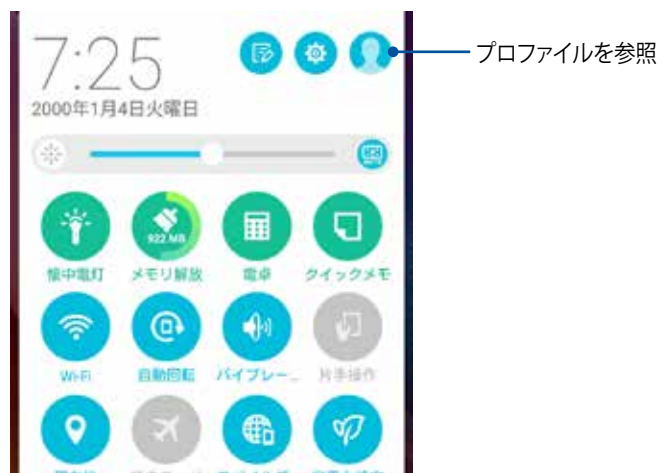 7:25
プロファイルを参照
2000年1月4日火曜日
922 MB
懐中電灯 メモリ解放 電卓 クイックメモ
Wi-Fi 自動回転 バイブレー... 片手操作